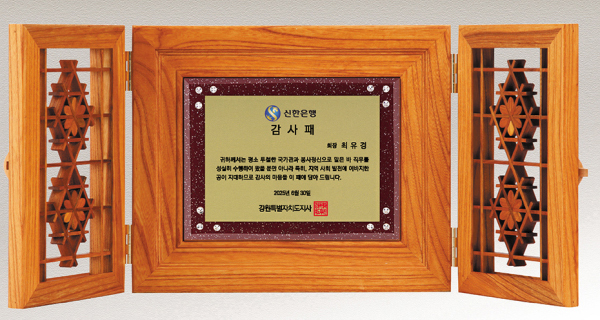 신한은행
감 사 패
회장 최 유 경
귀하께서는 평소 투철한 국가관과 봉사정신으로 맡은 바 직무를
성실히 수행하여 왔을 뿐만 아니라 특히, 지역 사회 발전에 이바지한
공이 지대하므로 감사의 마음을 이 패에 담아 드립니다.
2025년 6월 30일
강원특별자치도지사